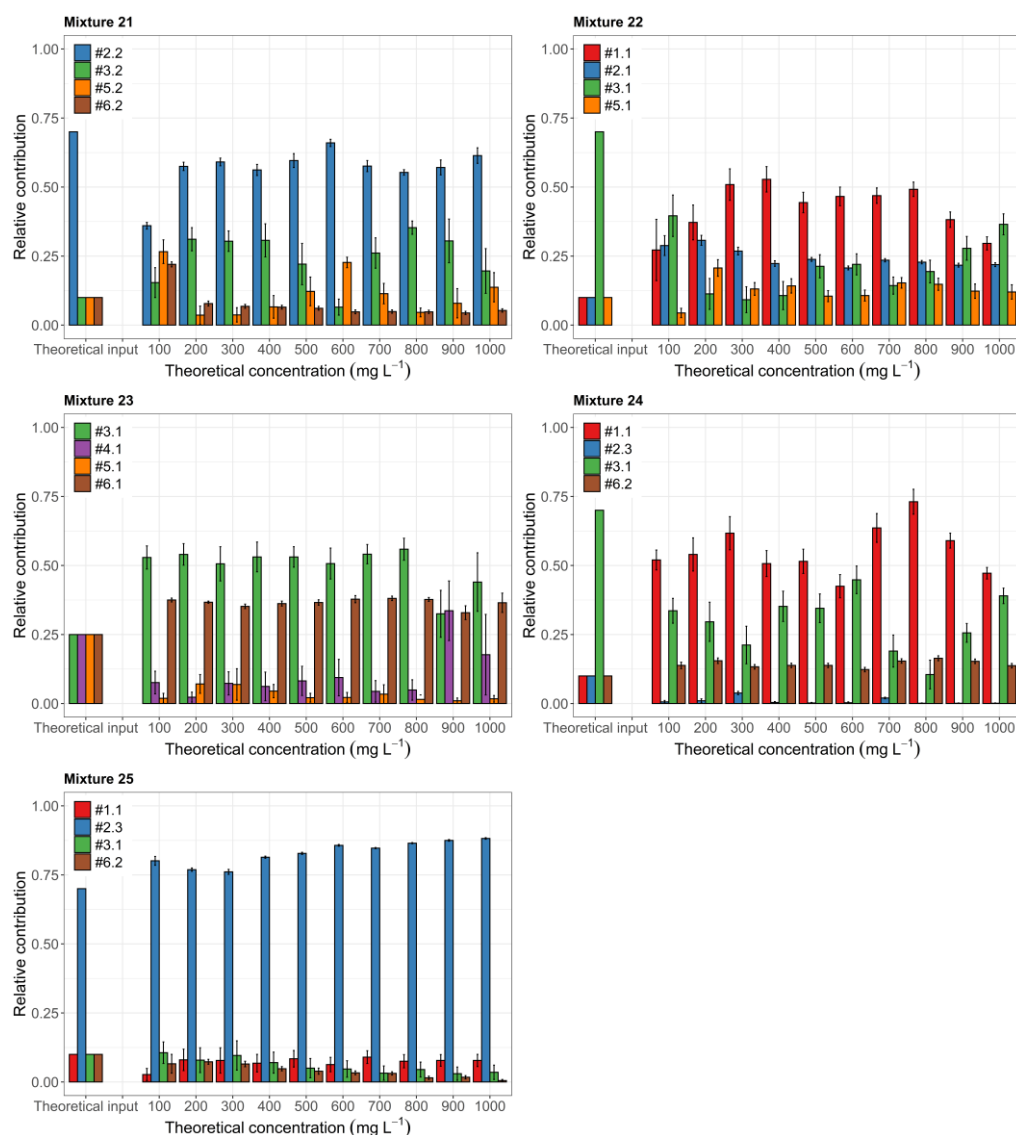 Mixture 21
Relative contribution
1.00
0.75
0.50
0.25
0.00
#2.2
#3.2
#5.2
#6.2
Theoretical input 100 200 300 400 500 600 700 800 900 1000
Theoretical concentration (mg L⁻¹)
Mixture 22
Relative contribution
1.00
0.75
0.50
0.25
0.00
#1.1
#2.1
#3.1
#5.1
Theoretical input 100 200 300 400 500 600 700 800 900 1000
Theoretical concentration (mg L⁻¹)
Mixture 23
Relative contribution
1.00
0.75
0.50
0.25
0.00
#3.1
#4.1
#5.1
#6.1
Theoretical input 100 200 300 400 500 600 700 800 900 1000
Theoretical concentration (mg L⁻¹)
Mixture 24
Relative contribution
1.00
0.75
0.50
0.25
0.00
#1.1
#2.3
#3.1
#6.2
Theoretical input 100 200 300 400 500 600 700 800 900 1000
Theoretical concentration (mg L⁻¹)
Mixture 25
Relative contribution
1.00
0.75
0.50
0.25
0.00
#1.1
#2.3
#3.1
#6.2
Theoretical input 100 200 300 400 500 600 700 800 900 1000
Theoretical concentration (mg L⁻¹)